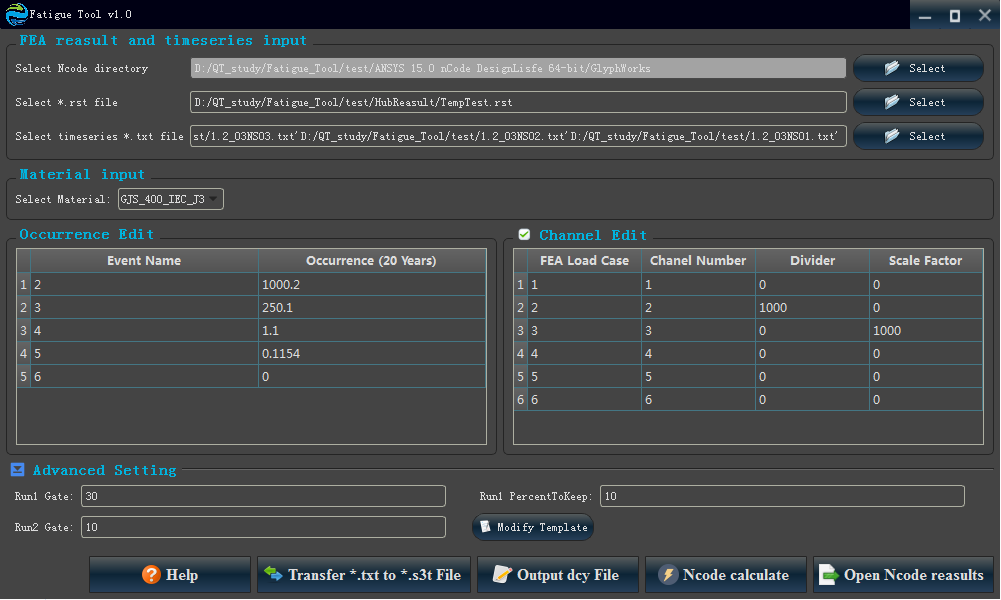 Fatigue Tool v1.0
FEA reasult and timeseries input
Select Ncode directory D:/QT_study/Fatigue_Tool/test/ANSYS 15.0 nCode DesignLisfe 64-bit/GlyphWorks Select
Select *.rst file D:/QT_study/Fatigue_Tool/test/HubReasult/TempTest.rst Select
Select timeseries *.txt file st/1.2_03NS03.txt'D:/QT_study/Fatigue_Tool/test/1.2_03NS02.txt'D:/QT_study/Fatigue_Tool/test/1.2_03NS01.txt' Select
Material input
Select Material: GJS_400_IEC_J3
Occurrence Edit
Event Name Occurrence (20 Years)
1 2 1000.2
2 3 250.1
3 4 1.1
4 5 0.1154
5 6 0
Channel Edit
FEA Load Case Chanel Number Divider Scale Factor
1 1 1 0 0
2 2 2 1000 0
3 3 3 0 1000
4 4 4 0 0
5 5 5 0 0
6 6 6 0 0
Advanced Setting
Run1 Gate: 30 Run1 PercentToKeep: 10
Run2 Gate: 10 Modify Template
Help Transfer *.txt to *.s3t File Output dcy File Ncode calculate Open Ncode reasults